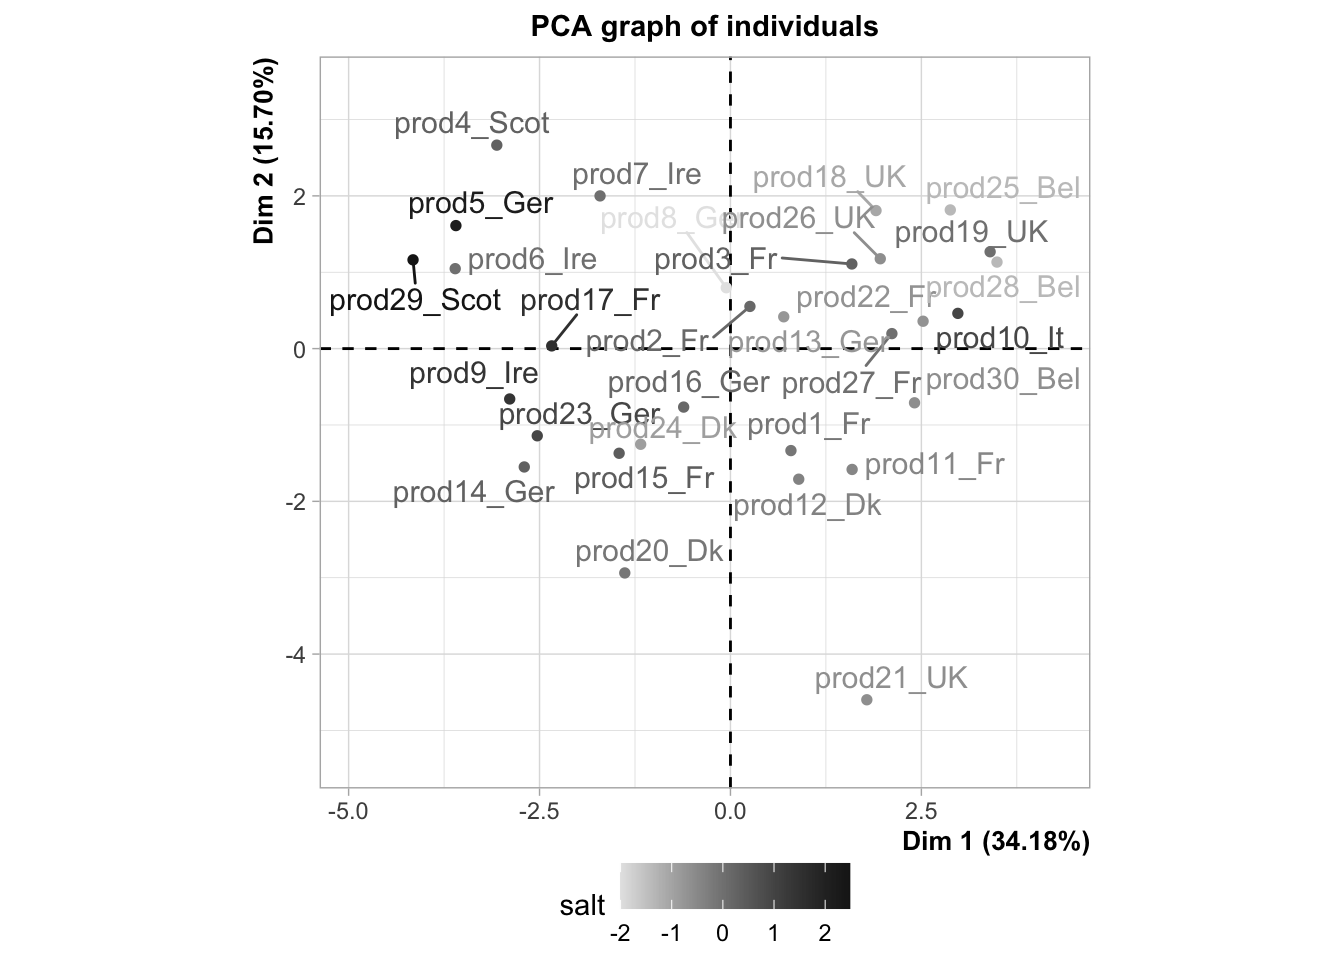 PCA graph of individuals
Dim 2 (15.70%)
prod4_Scot
prod7_Ire
prod18_UK
prod25_Bel
prod5_Ger
prod8_Ger
prod26_UK
prod19_UK
prod6_Ire
prod3_Fr
prod29_Scot
prod17_Fr
prod22_Fr
prod28_Bel
prod2_Fr
prod13_Ger
prod10_It
prod9_Ire
prod16_Ger
prod27_Fr
prod30_Bel
prod23_Ger
prod24_Dk
prod1_Fr
prod14_Ger
prod15_Fr
prod11_Fr
prod12_Dk
prod20_Dk
prod21_UK
2
0
-2
-4
-5.0
-2.5
0.0
2.5
Dim 1 (34.18%)
salt
-2 -1 0 1 2